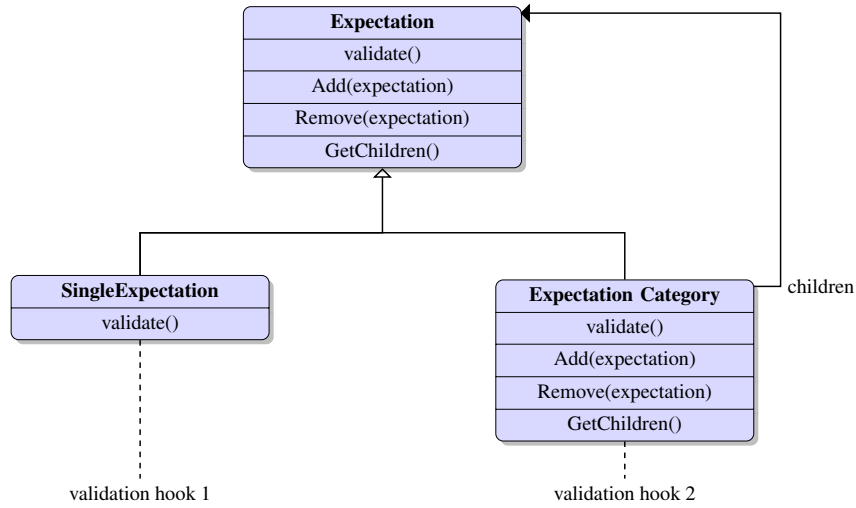 Expectation
validate()
Add(expectation)
Remove(expectation)
GetChildren()
SingleExpectation
validate()
Expectation Category
validate()
Add(expectation)
Remove(expectation)
GetChildren()
children
validation hook 1
validation hook 2